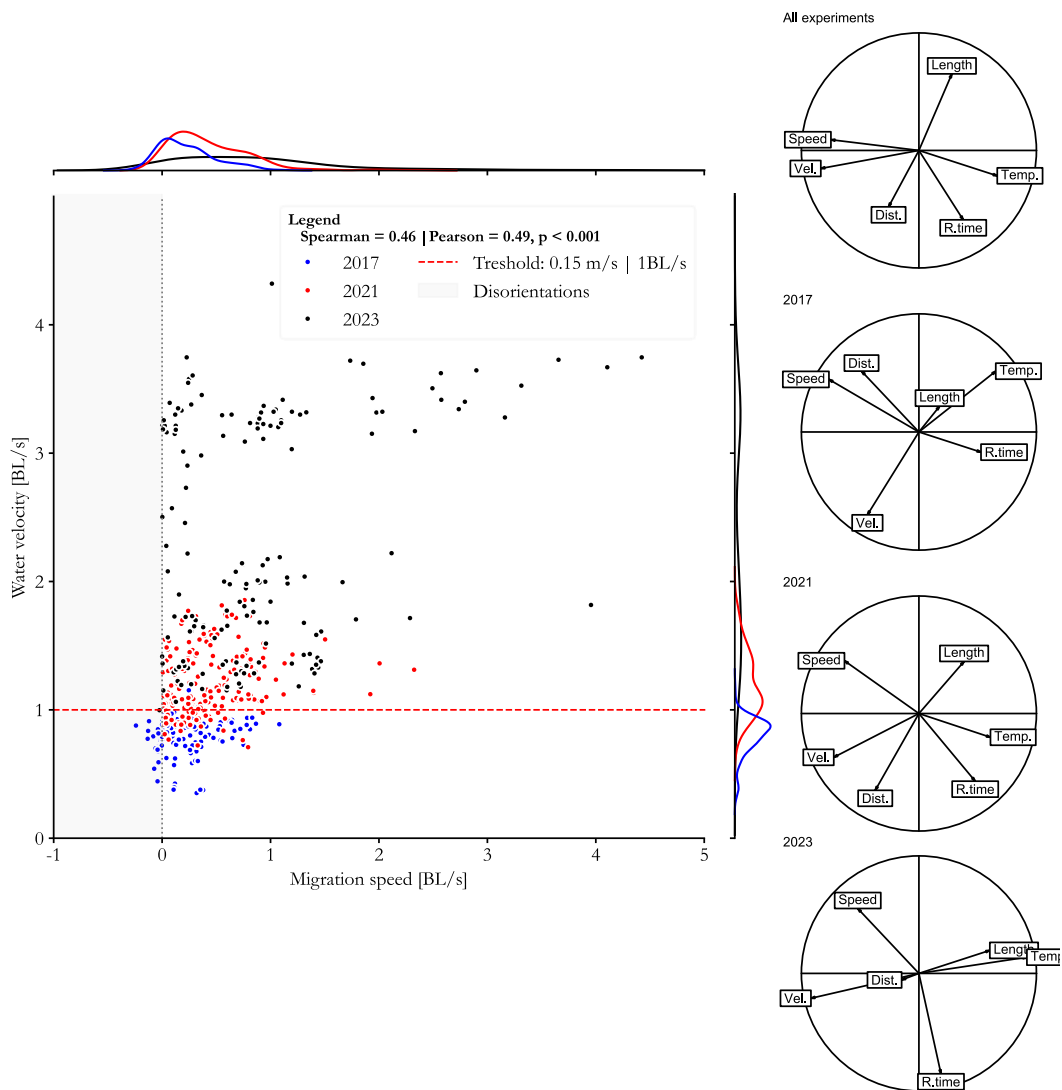 All experiments
Length
Speed
Vel.
Temp.
Dist.
R.time
Legend
Spearman = 0.46 | Pearson = 0.49, p < 0.001
2017
Treshold: 0.15 m/s | 1BL/s
2021
Disorientations
2023
4
3
2
1
0
Water velocity [BL/s]
-1
0
1
2
3
4
5
Migration speed [BL/s]
2017
Dist.
Speed
Temp.
Length
R.time
Vel.
2021
Length
Speed
Temp.
Vel.
R.time
Dist.
2023
Speed
Length
Temp.
Dist.
Vel.
R.time